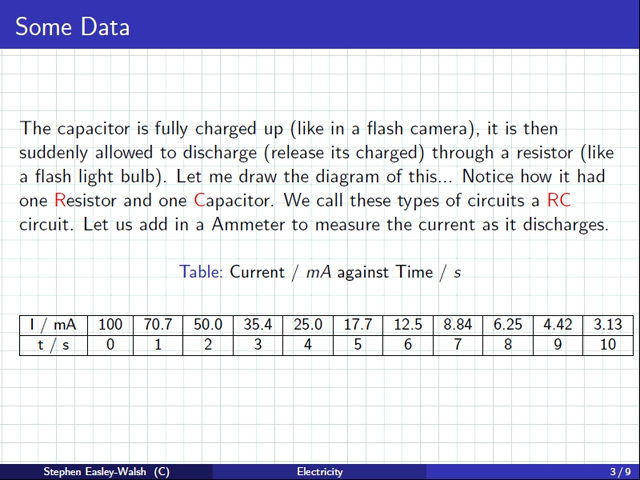 Some Data
The capacitor is fully charged up (like in a flash camera), it is then
suddenly allowed to discharge (release its charged) through a resistor (like
a flash light bulb). Let me draw the diagram of this... Notice how it had
one Resistor and one Capacitor. We call these types of circuits a RC
circuit. Let us add in a Ammeter to measure the current as it discharges.
Table: Current / mA against Time / s
I / mA 100 70.7 50.0 35.4 25.0 17.7 12.5 8.84 6.25 4.42 3.13
t / s 0 1 2 3 4 5 6 7 8 9 10
Stephen Easley-Walsh (C) Electricity 3 / 9